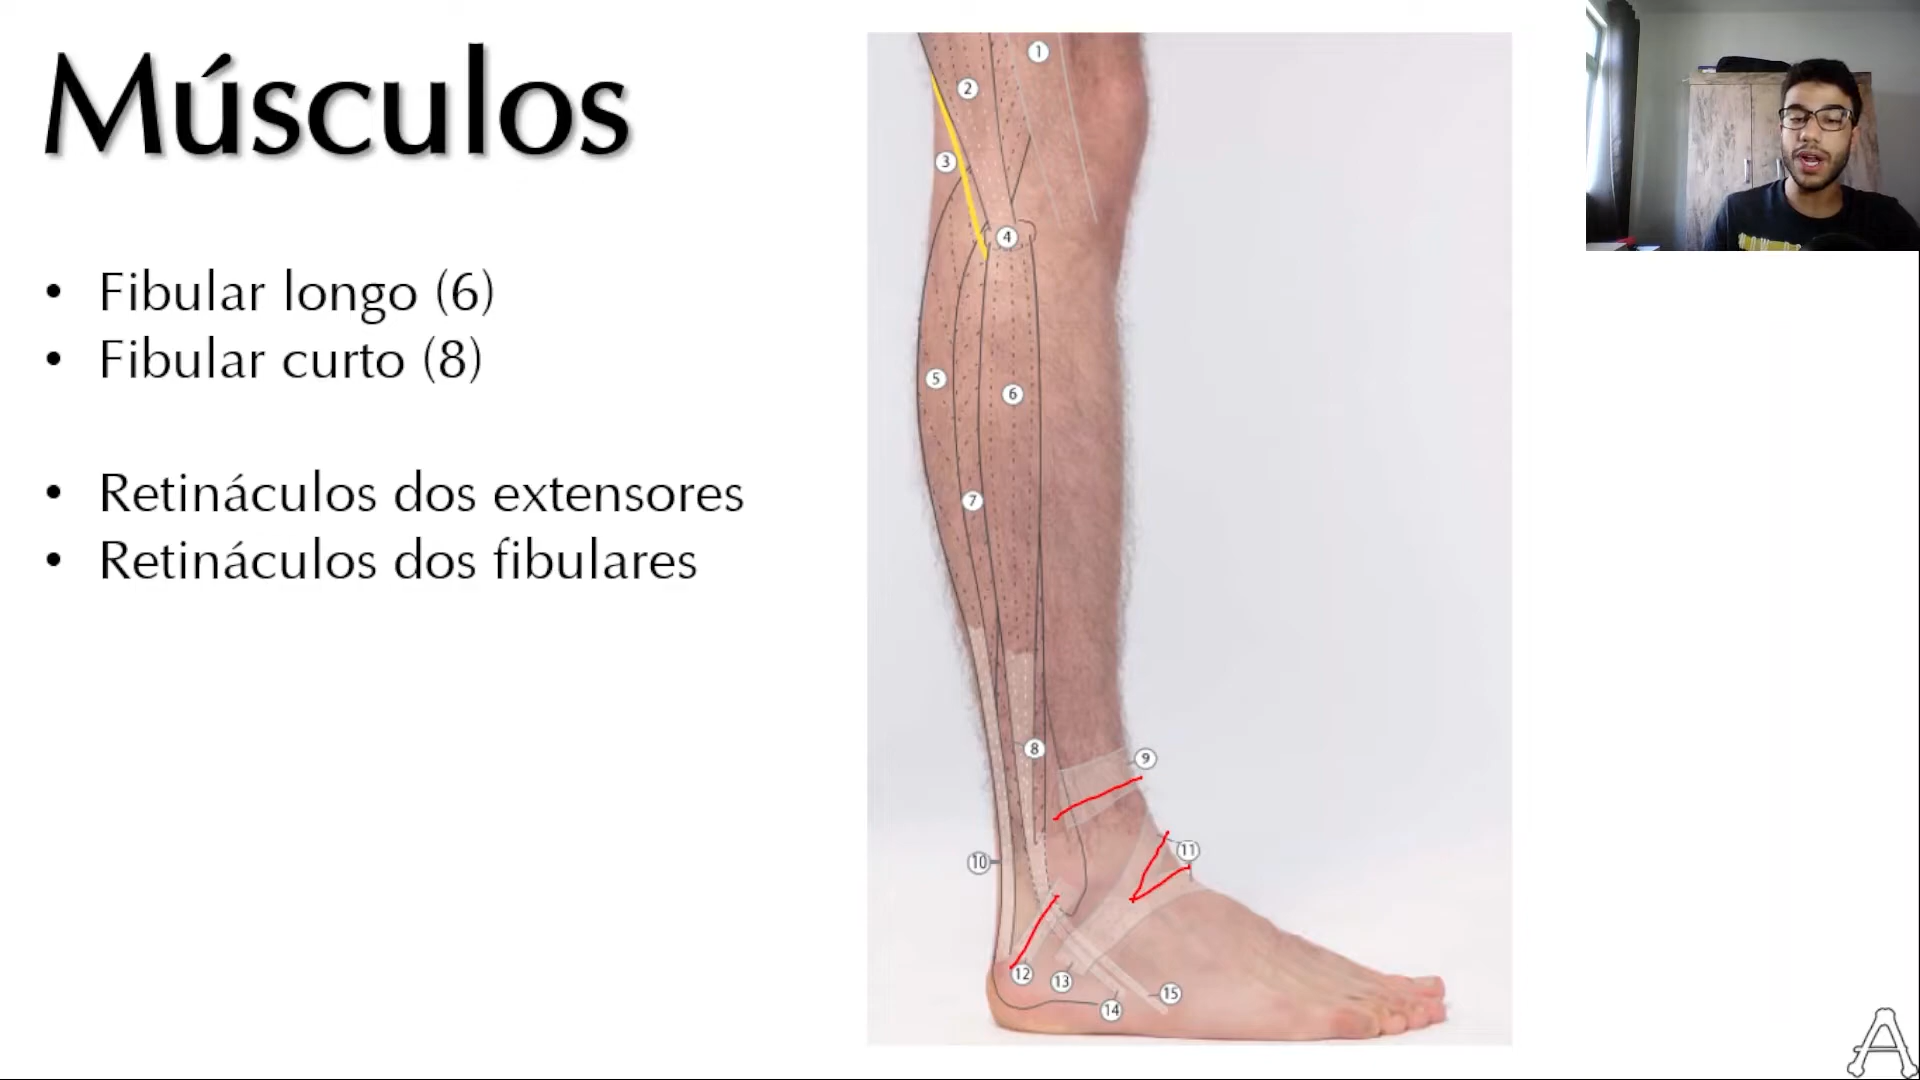 Músculos
• Fibular longo (6)
• Fibular curto (8)
• Retináculos dos extensores
• Retináculos dos fibulares
1
2
3
4
5
6
7
8
9
10
11
12
13
14
15
A